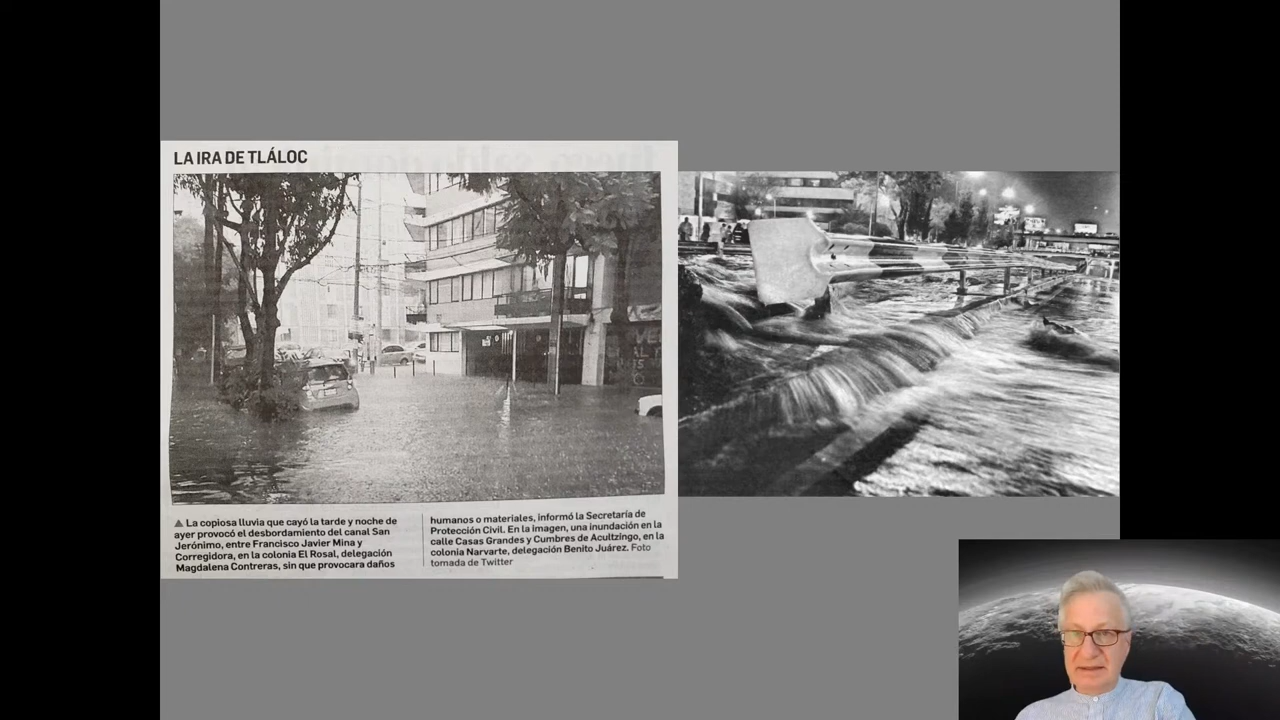 LA IRA DE TLÁLOC
▲ La copiosa lluvia que cayó la tarde y noche de
ayer provocó el desbordamiento del canal San
Jerónimo, entre Francisco Javier Mina y
Corregidora, en la colonia El Rosal, delegación
Magdalena Contreras, sin que provocara daños
humanos o materiales, informó la Secretaría de
Protección Civil. En la imagen, una inundación en la
calle Casas Grandes y Cumbres de Acultzingo, en la
colonia Narvarte, delegación Benito Juárez. Foto
tomada de Twitter